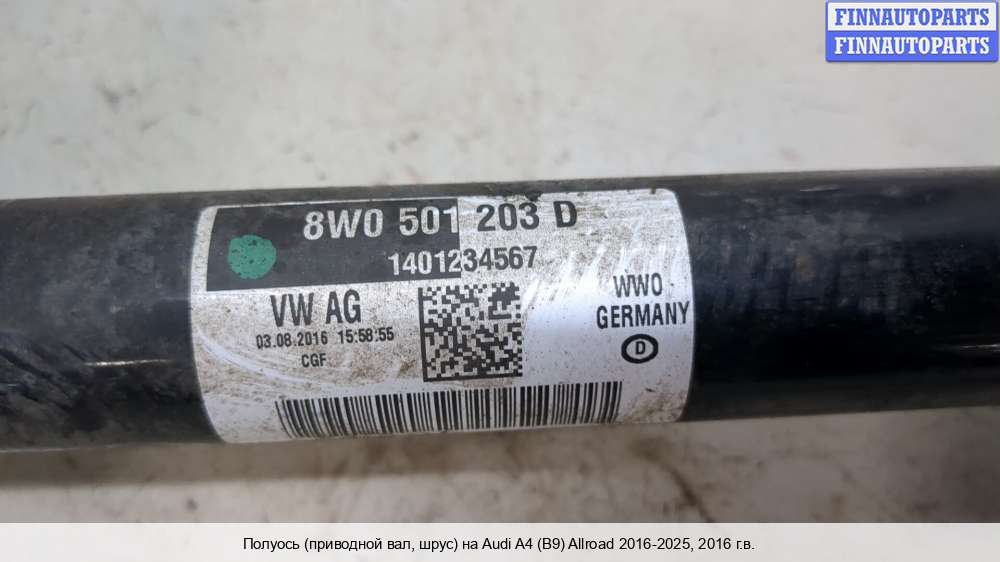 FINNAUTOPARTS
FINNAUTOPARTS
8W0 501 203 D
1401234567
VW AG
03.08.2016 15:58:55
CGF
WWO
GERMANY
D
Полуось (приводной вал, шрус) на Audi A4 (B9) Allroad 2016-2025, 2016 г.в.